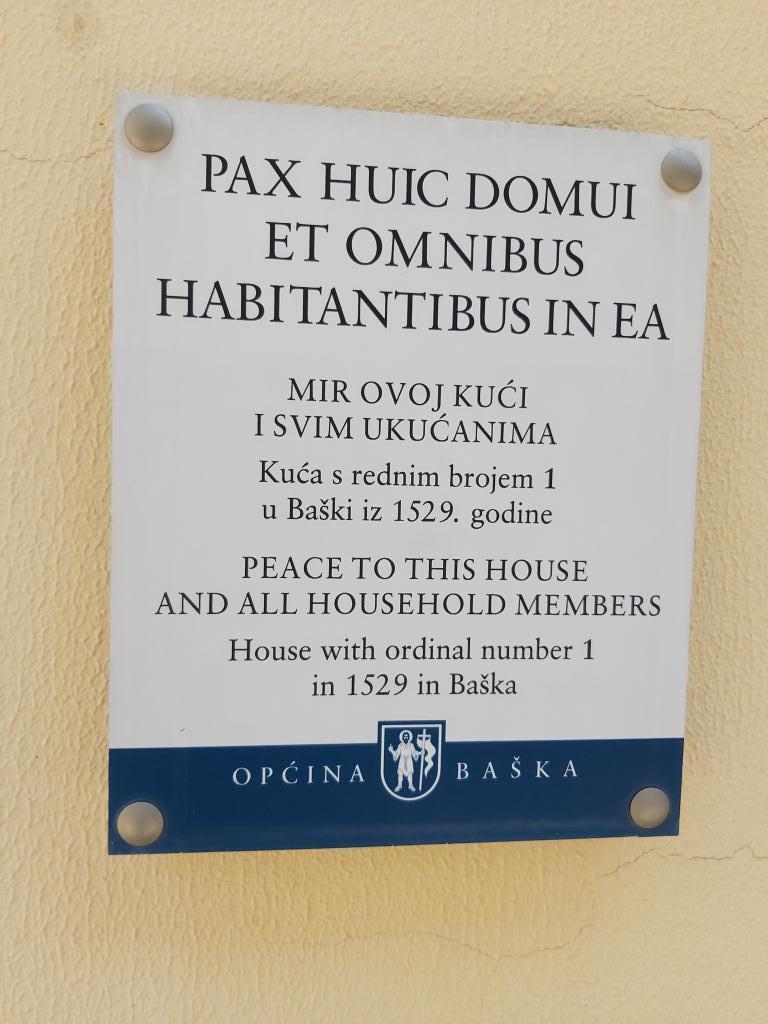 PAX HUIC DOMUI
ET OMNIBUS
HABITANTIBUS IN EA
MIR OVOJ KUĆI
I SVIM UKUĆANIMA
Kuća s rednim brojem 1
u Baški iz 1529. godine
PEACE TO THIS HOUSE
AND ALL HOUSEHOLD MEMBERS
House with ordinal number 1
in 1529 in Baška
OPĆINA BAŠKA